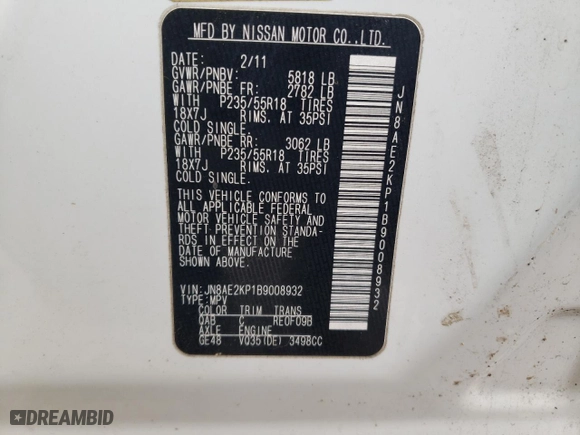 MFD BY NISSAN MOTOR CO.,LTD.
DATE: 2/11
GVWR/PNBV: 5818 LB
GAWR/PNBE FR: 2782 LB
WITH P235/55R18 TIRES
18X7J RIMS. AT 35PSI
COLD SINGLE.
GAWR/PNBE RR: 3062 LB
WITH P235/55R18 TIRES
18X7J RIMS. AT 35PSI
COLD SINGLE.
THIS VEHICLE CONFORMS TO
ALL APPLICABLE FEDERAL
MOTOR VEHICLE SAFETY AND
THEFT PREVENTION STANDA-
RDS IN EFFECT ON THE
DATE OF MANUFACTURE
SHOWN ABOVE.
VIN:JN8AE2KP1B9008932
TYPE:MPV
COLOR TRIM TRANS
QAB C RE0F09B
AXLE ENGINE
GE48 VQ35(DE) 3498CC
JN8AE2KP1B9008932
DREAMBID